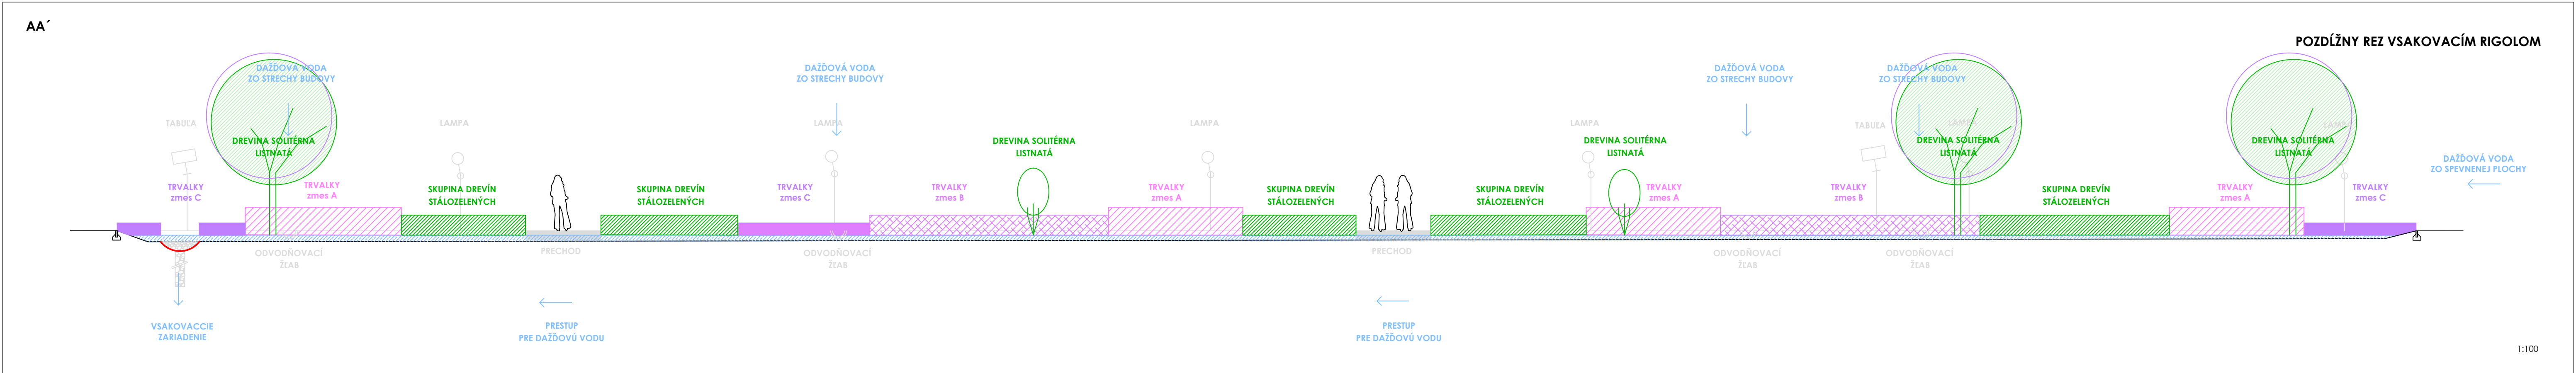 AA´
POZDĹŽNY REZ VSAKOVACÍM RIGOLOM
DAŽĎOVÁ VODA
ZO STRECHY BUDOVY
DAŽĎOVÁ VODA
ZO STRECHY BUDOVY
DAŽĎOVÁ VODA
ZO STRECHY BUDOVY
DAŽĎOVÁ VODA
ZO STRECHY BUDOVY
TABUĽA
LAMPA
LAMPA
LAMPA
LAMPA
TABUĽA
LAMPA
LAMPA
DREVINA SOLITÉRNA
LISTNATÁ
DREVINA SOLITÉRNA
LISTNATÁ
DREVINA SOLITÉRNA
LISTNATÁ
DREVINA SOLITÉRNA
LISTNATÁ
DREVINA SOLITÉRNA
LISTNATÁ
DAŽĎOVÁ VODA
ZO SPEVNENEJ PLOCHY
TRVALKY
zmes C
TRVALKY
zmes A
SKUPINA DREVÍN
STÁLOZELENÝCH
SKUPINA DREVÍN
STÁLOZELENÝCH
TRVALKY
zmes C
TRVALKY
zmes B
TRVALKY
zmes A
SKUPINA DREVÍN
STÁLOZELENÝCH
SKUPINA DREVÍN
STÁLOZELENÝCH
TRVALKY
zmes A
TRVALKY
zmes B
SKUPINA DREVÍN
STÁLOZELENÝCH
TRVALKY
zmes A
TRVALKY
zmes C
ODVODŇOVACÍ
ŽĽAB
PRECHOD
ODVODŇOVACÍ
ŽĽAB
PRECHOD
ODVODŇOVACÍ
ŽĽAB
ODVODŇOVACÍ
ŽĽAB
VSAKOVACCIE
ZARIADENIE
PRESTUP
PRE DAŽĎOVÚ VODU
PRESTUP
PRE DAŽĎOVÚ VODU
1:100